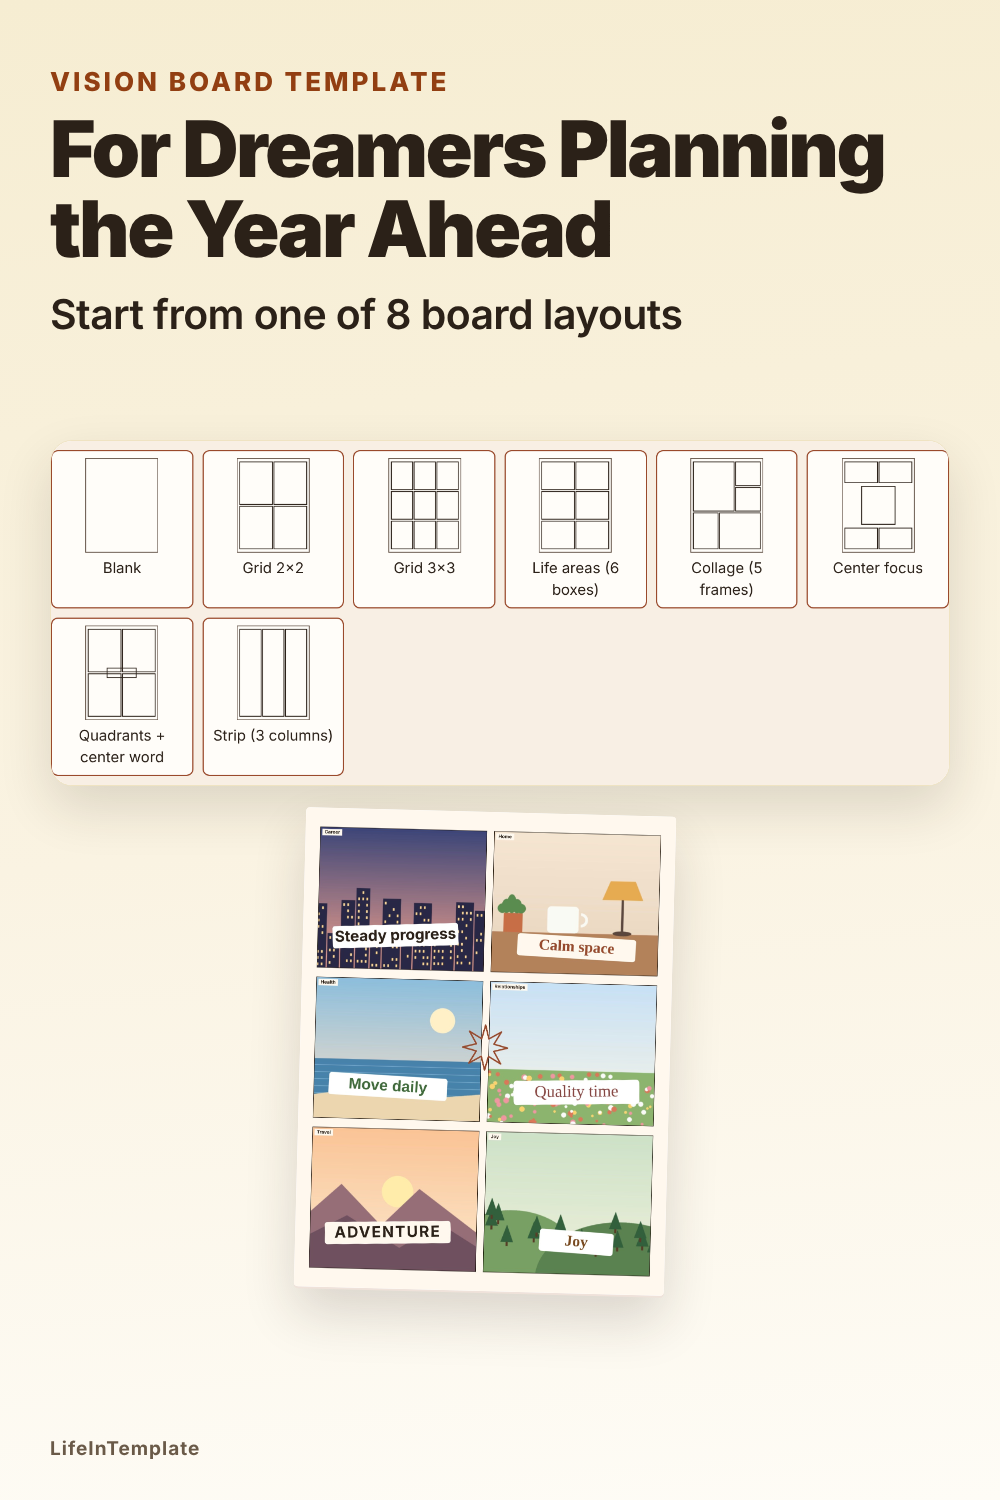 VISION BOARD TEMPLATE
For Dreamers Planning
the Year Ahead
Start from one of 8 board layouts
Blank
Grid 2×2
Grid 3×3
Life areas (6
boxes)
Collage (5
frames)
Center focus
Quadrants +
center word
Strip (3 columns)
Career
Steady progress
Home
Calm space
Health
Move daily
Relationships
Quality time
Travel
ADVENTURE
Joy
Joy
LifeInTemplate